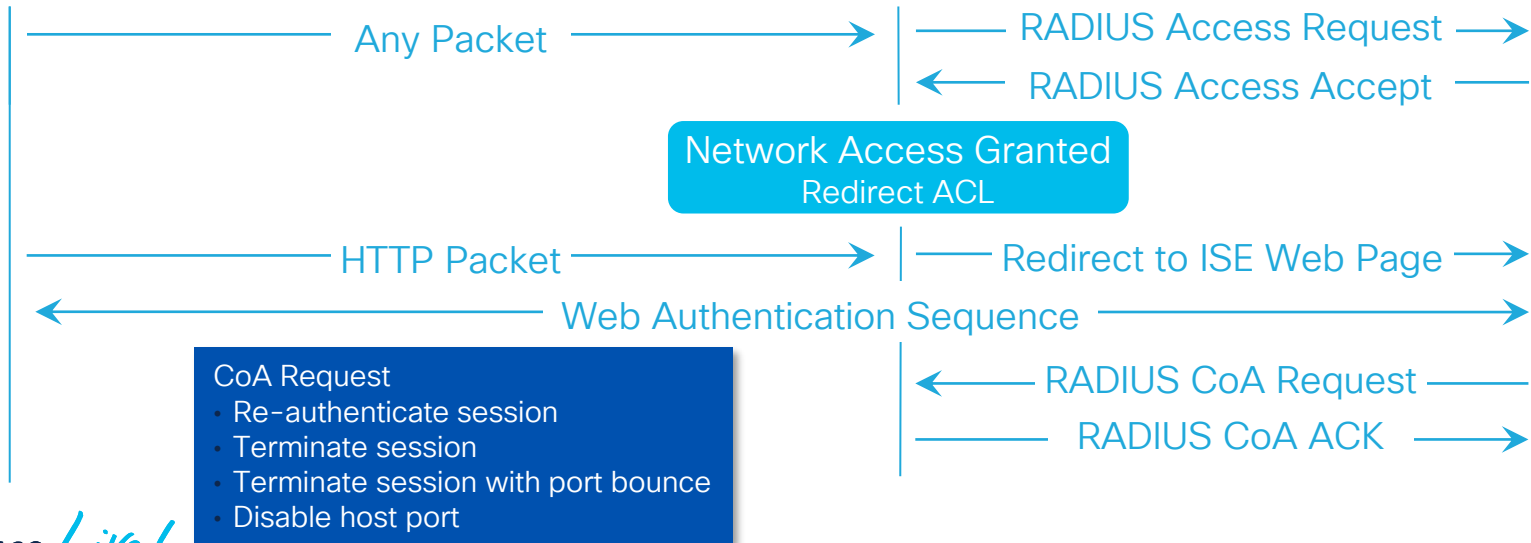 Any Packet
RADIUS Access Request
RADIUS Access Accept
Network Access Granted
Redirect ACL
HTTP Packet
Redirect to ISE Web Page
Web Authentication Sequence
CoA Request
• Re-authenticate session
• Terminate session
• Terminate session with port bounce
• Disable host port
RADIUS CoA Request
RADIUS CoA ACK